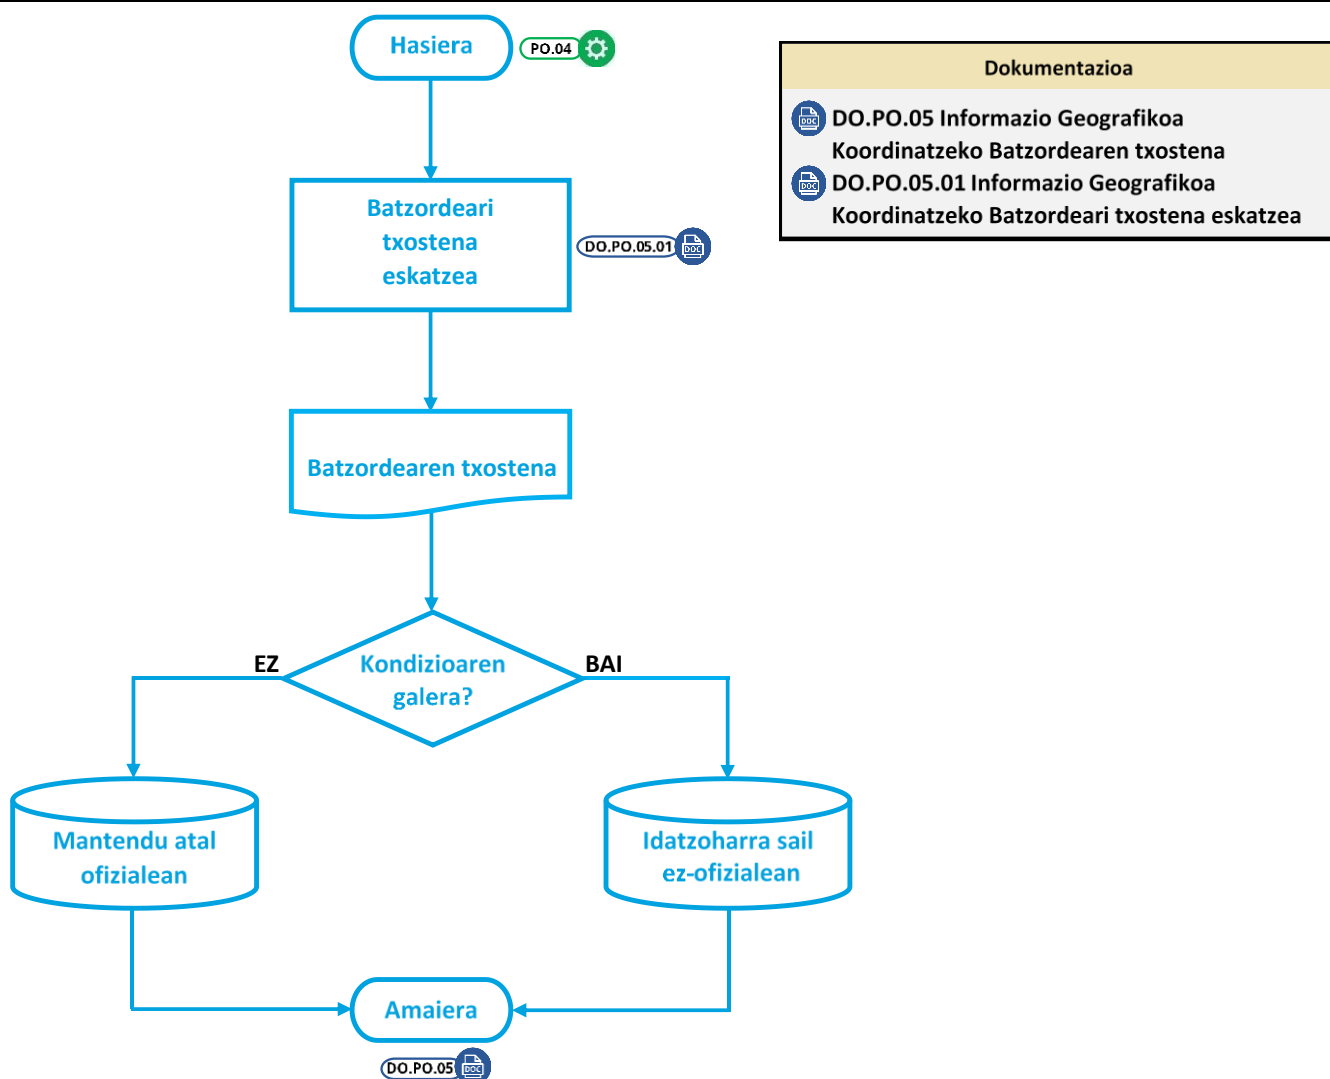 Hasiera
PO.04
Dokumentazioa
DO.PO.05 Informazio Geografikoa
Koordinatzeko Batzordearen txostena
DO.PO.05.01 Informazio Geografikoa
Koordinatzeko Batzordeari txostena eskatzea
Batzordeari
txostena
eskatzea
DO.PO.05.01
Batzordearen txostena
EZ
Kondizioaren
galera?
BAI
Mantendu atal
ofizialean
Idatzoharra sail
ez-ofizialean
Amaiera
DO.PO.05